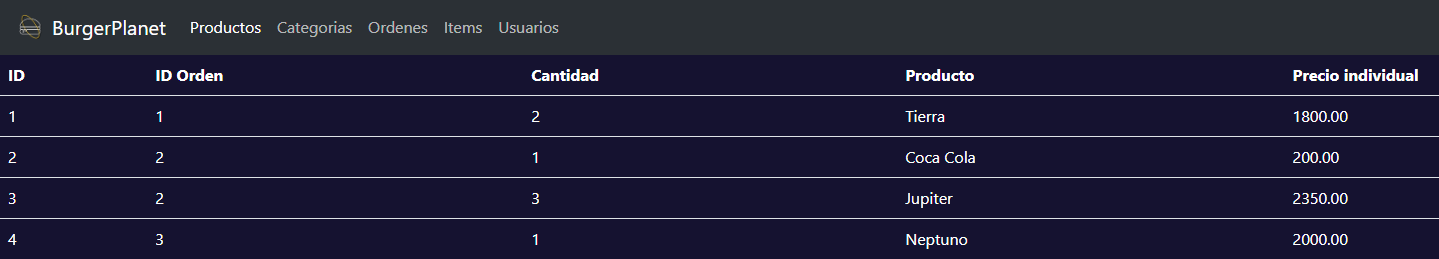 BurgerPlanet Productos Categorias Ordenes Items Usuarios
ID ID Orden Cantidad Producto Precio individual
1 1 2 Tierra 1800.00
2 2 1 Coca Cola 200.00
3 2 3 Jupiter 2350.00
4 3 1 Neptuno 2000.00